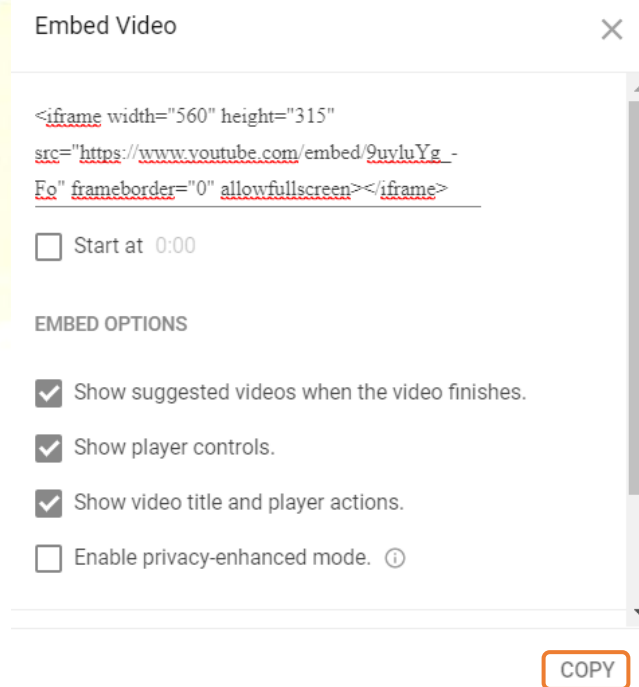 Embed Video
<iframe width="560" height="315"
src="https://www.youtube.com/embed/9uvluYg_-
Fo" frameborder="0" allowfullscreen></iframe>
Start at 0:00
EMBED OPTIONS
Show suggested videos when the video finishes.
Show player controls.
Show video title and player actions.
Enable privacy-enhanced mode.
COPY